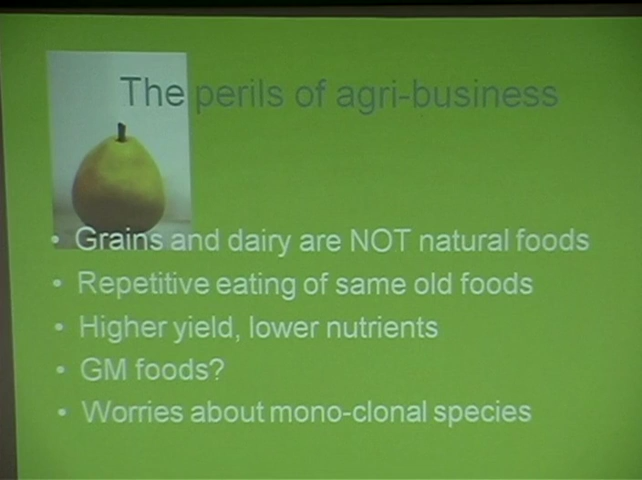 The perils of agri-business
• Grains and dairy are NOT natural foods
• Repetitive eating of same old foods
• Higher yield, lower nutrients
• GM foods?
• Worries about mono-clonal species